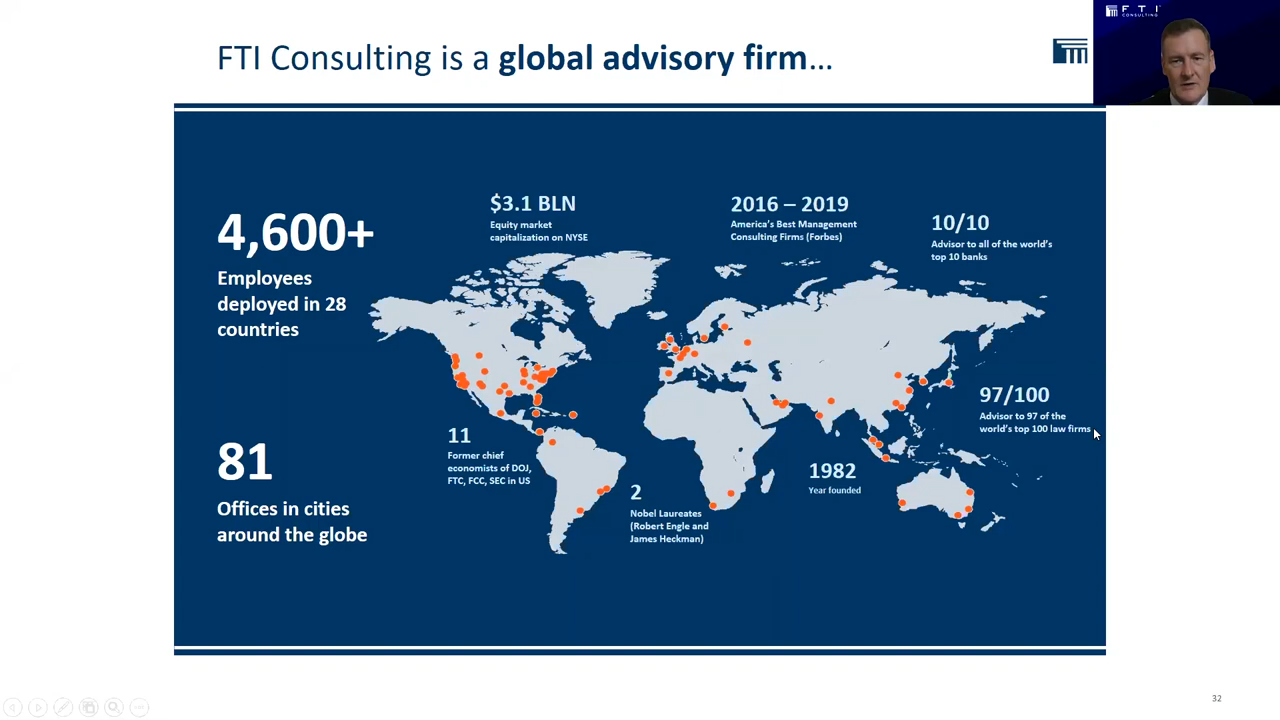 FTI Consulting is a global advisory firm…
F T I
CONSULTING
4,600+
Employees
deployed in 28
countries
$3.1 BLN
Equity market
capitalization on NYSE
2016 – 2019
America's Best Management
Consulting Firms (Forbes)
10/10
Advisor to all of the world's
top 10 banks
97/100
Advisor to 97 of the
world's top 100 law firms
81
Offices in cities
around the globe
11
Former chief
economists of DOJ,
FTC, FCC, SEC in US
2
Nobel Laureates
(Robert Engle and
James Heckman)
1982
Year founded
32